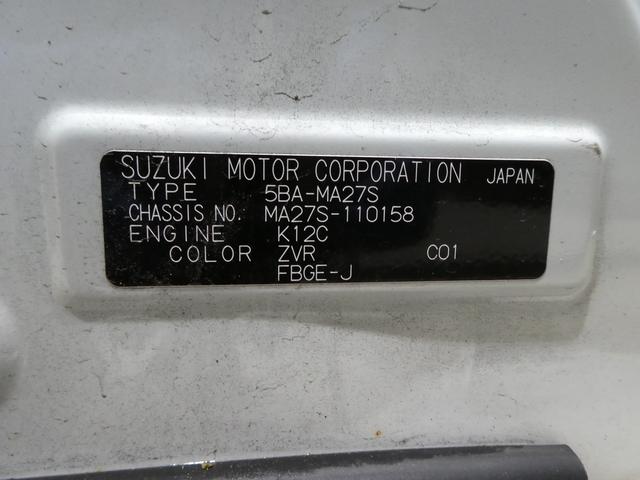 SUZUKI MOTOR CORPORATION JAPAN
TYPE 5BA-MA27S
CHASSIS NO. MA27S-110158
ENGINE K12C
COLOR ZVR C01
FBGE-J